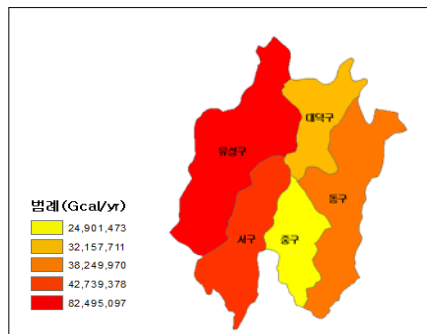 대덕구
유성구
동구
서구
중구
범례(Gcal/yr)
24,901,473
32,157,711
38,249,970
42,739,378
82,495,097